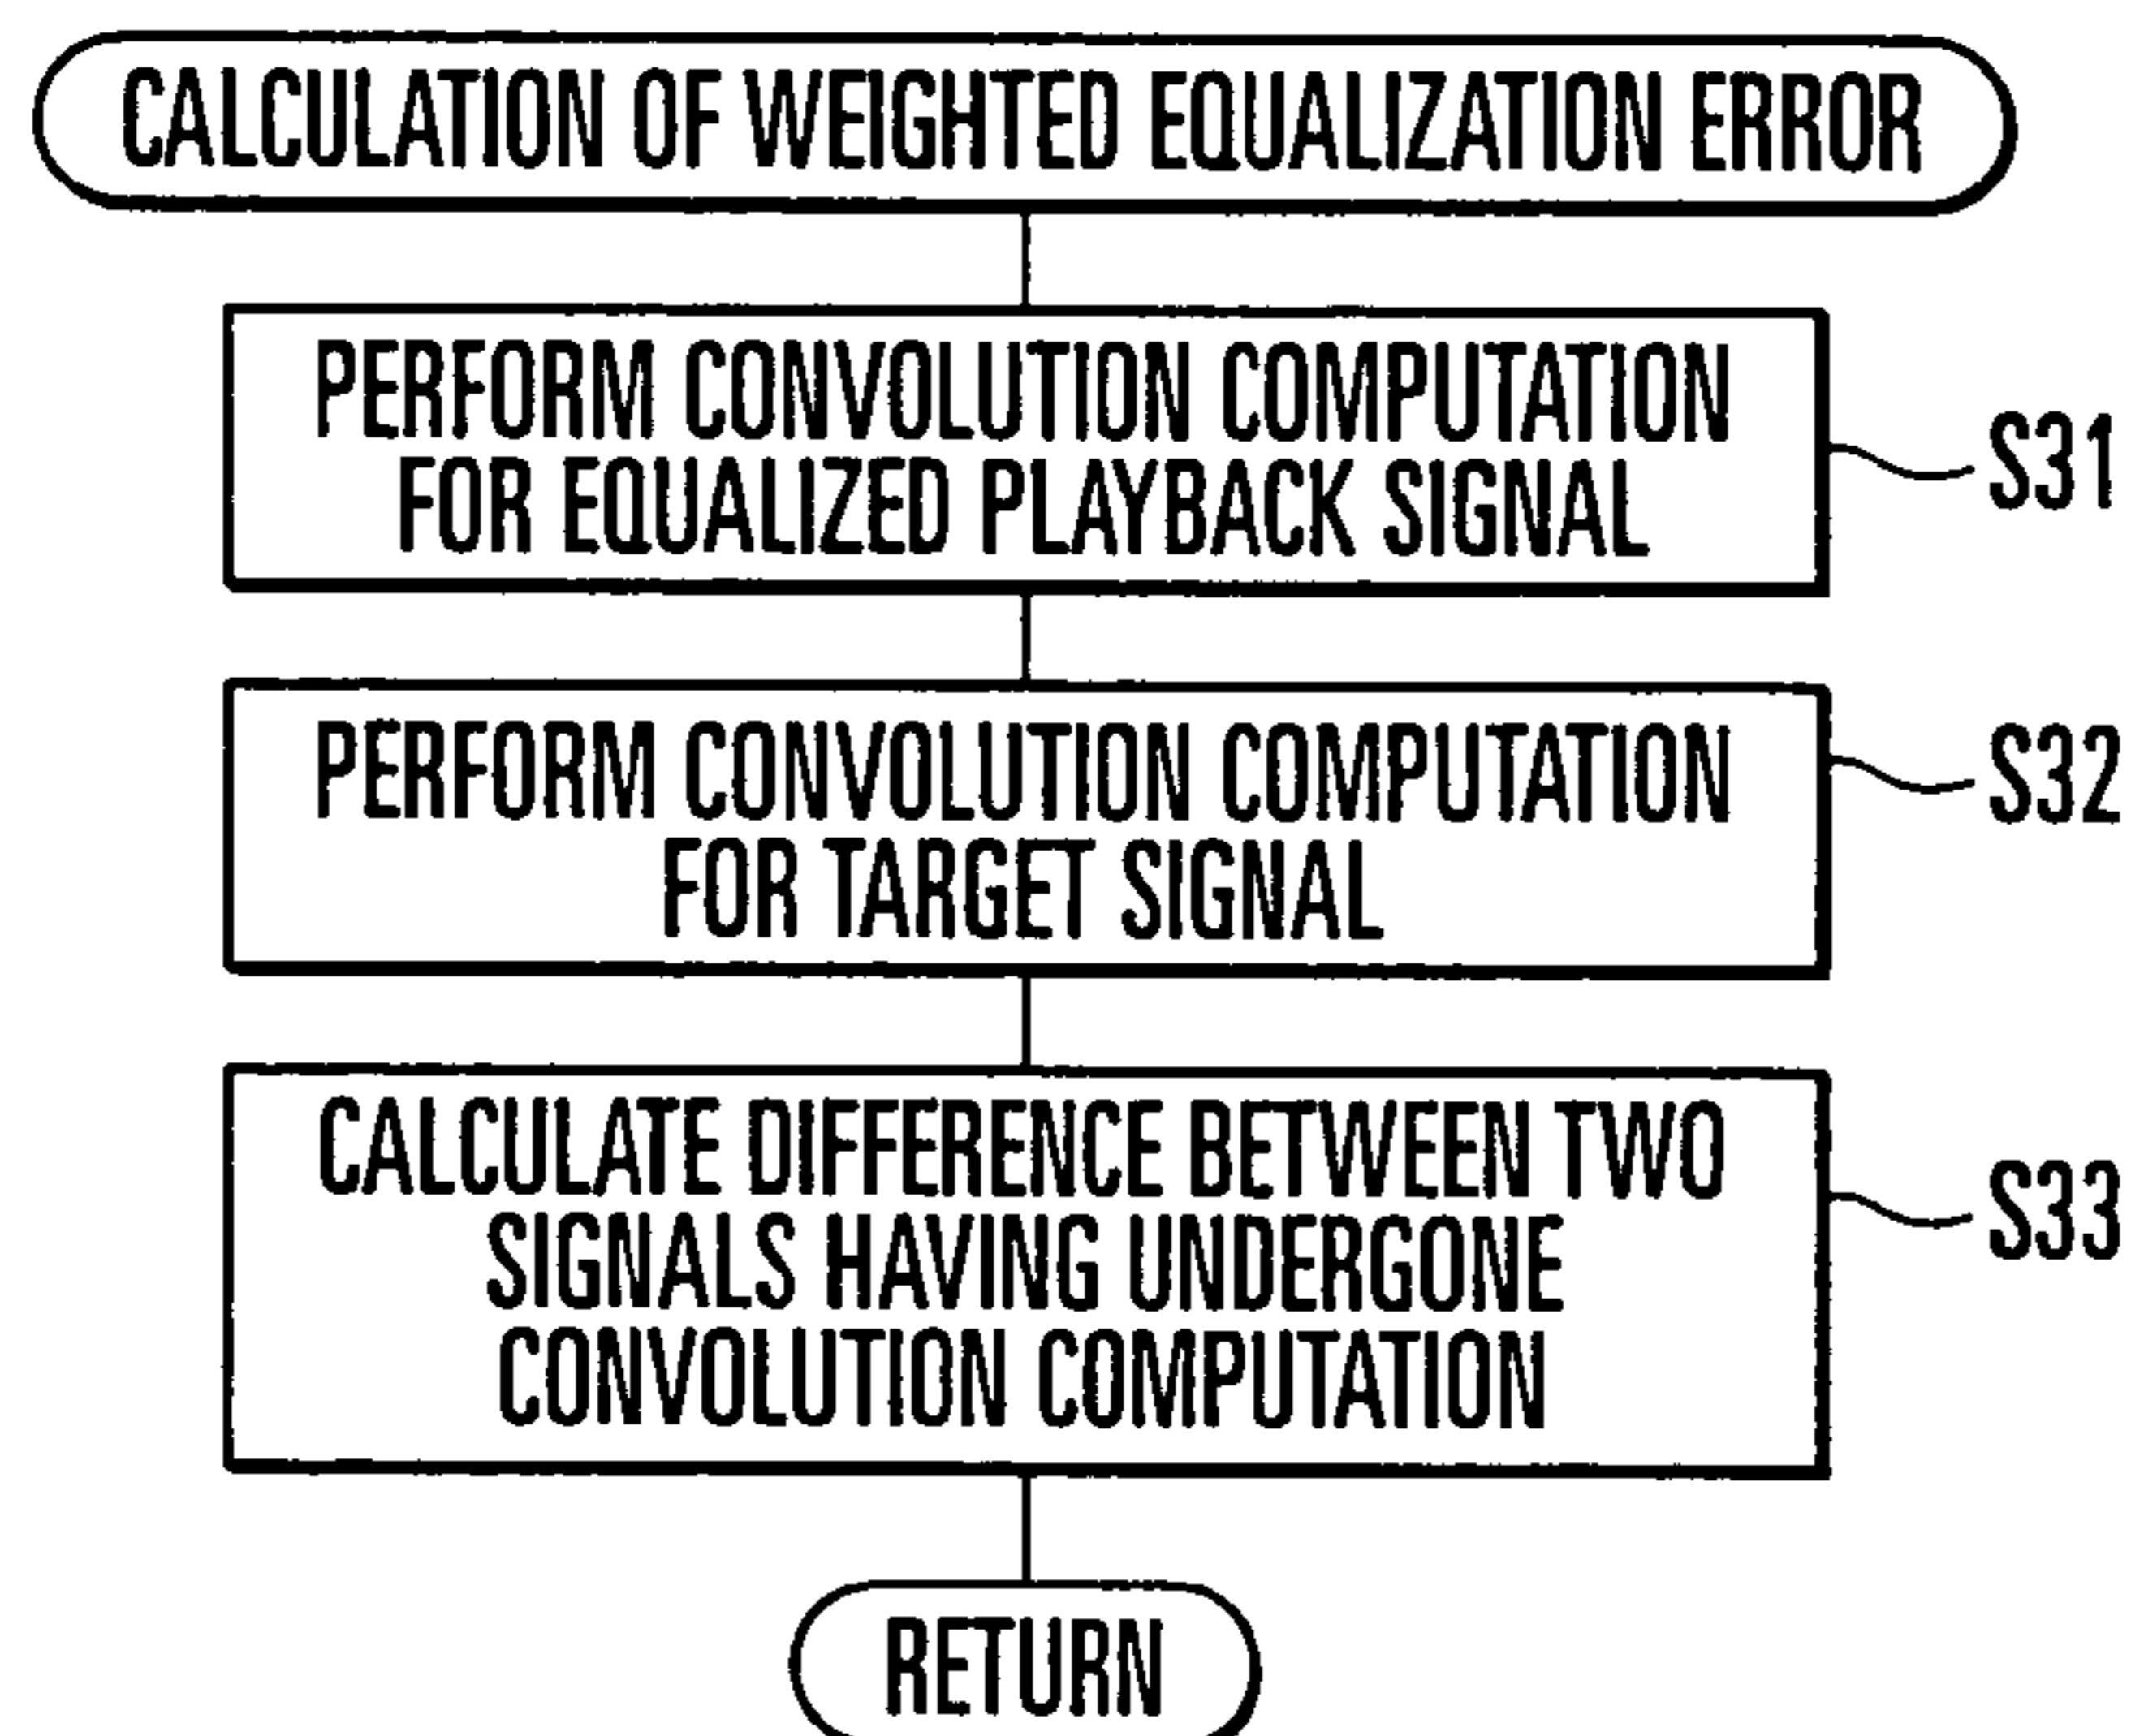 CALCULATION OF WEIGHTED EQUALIZATION ERROR
PERFORM CONVOLUTION COMPUTATION
FOR EQUALIZED PLAYBACK SIGNAL
S31
PERFORM CONVOLUTION COMPUTATION
FOR TARGET SIGNAL
S32
CALCULATE DIFFERENCE BETWEEN TWO
SIGNALS HAVING UNDERGONE
CONVOLUTION COMPUTATION
S33
RETURN